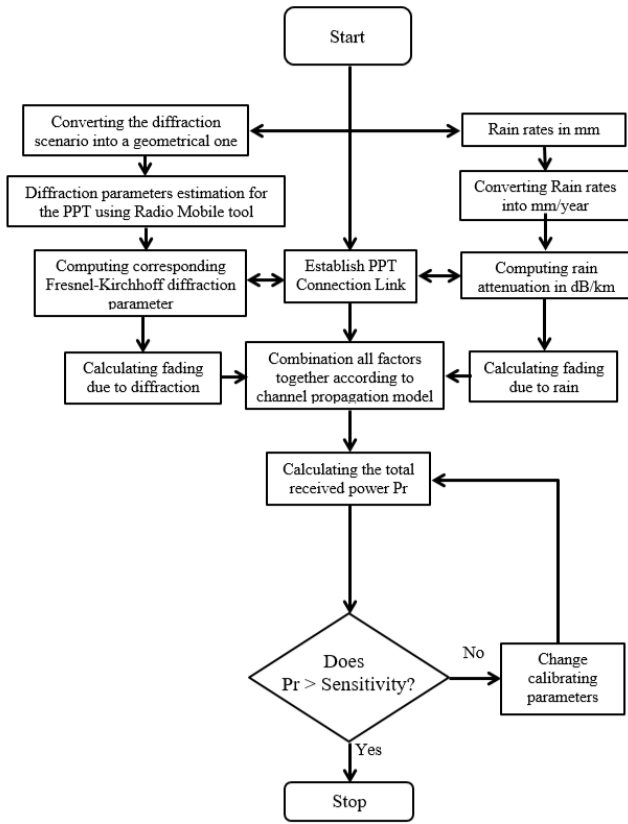 Start
Converting the diffraction
scenario into a geometrical one
Rain rates in mm
Diffraction parameters estimation for
the PPT using Radio Mobile tool
Converting Rain rates
into mm/year
Computing corresponding
Fresnel-Kirchhoff diffraction
parameter
Establish PPT
Connection Link
Computing rain
attenuation in dB/km
Calculating fading
due to diffraction
Combination all factors
together according to
channel propagation model
Calculating fading
due to rain
Calculating the total
received power Pr
Does
Pr > Sensitivity?
No
Change
calibrating
parameters
Yes
Stop